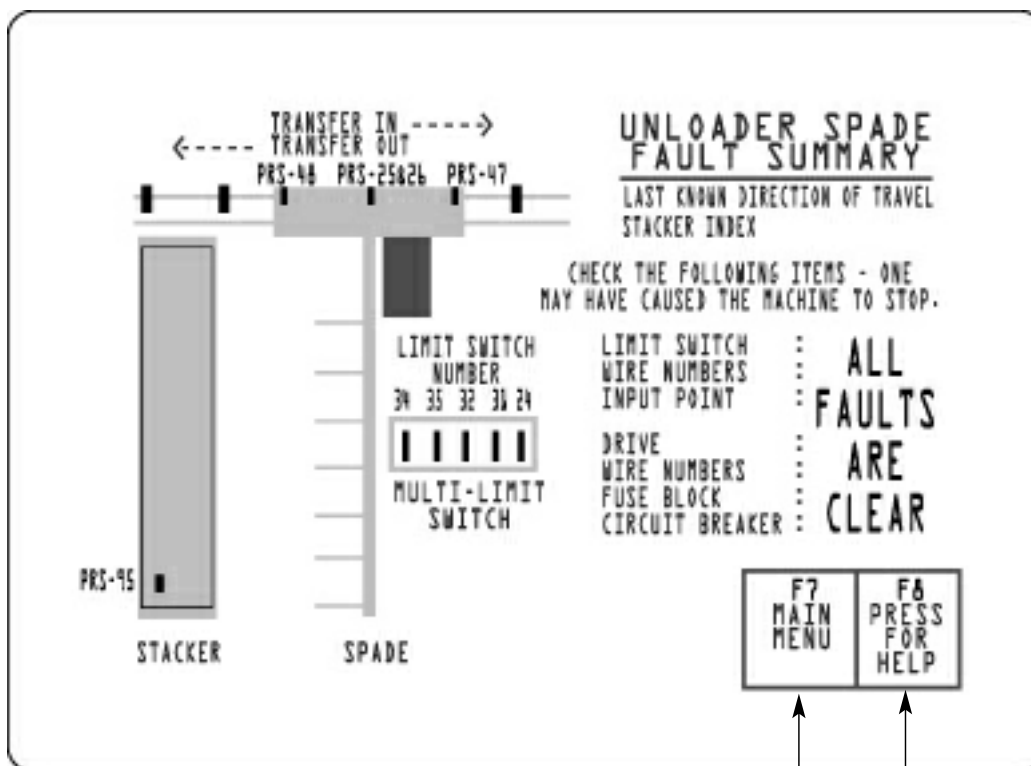 TRANSFER IN ----->
<----- TRANSFER OUT
PRS-48 PRS-25&26 PRS-47
UNLOADER SPADE
FAULT SUMMARY
LAST KNOWN DIRECTION OF TRAVEL
STACKER INDEX
CHECK THE FOLLOWING ITEMS - ONE
MAY HAVE CAUSED THE MACHINE TO STOP.
LIMIT SWITCH
NUMBER
34 35 32 36 24
MULTI-LIMIT
SWITCH
LIMIT SWITCH :
WIRE NUMBERS :
INPUT POINT :
DRIVE :
WIRE NUMBERS :
FUSE BLOCK :
CIRCUIT BREAKER :
ALL
FAULTS
ARE
CLEAR
PRS-95
STACKER
SPADE
F7
MAIN
MENU
F8
PRESS
FOR
HELP